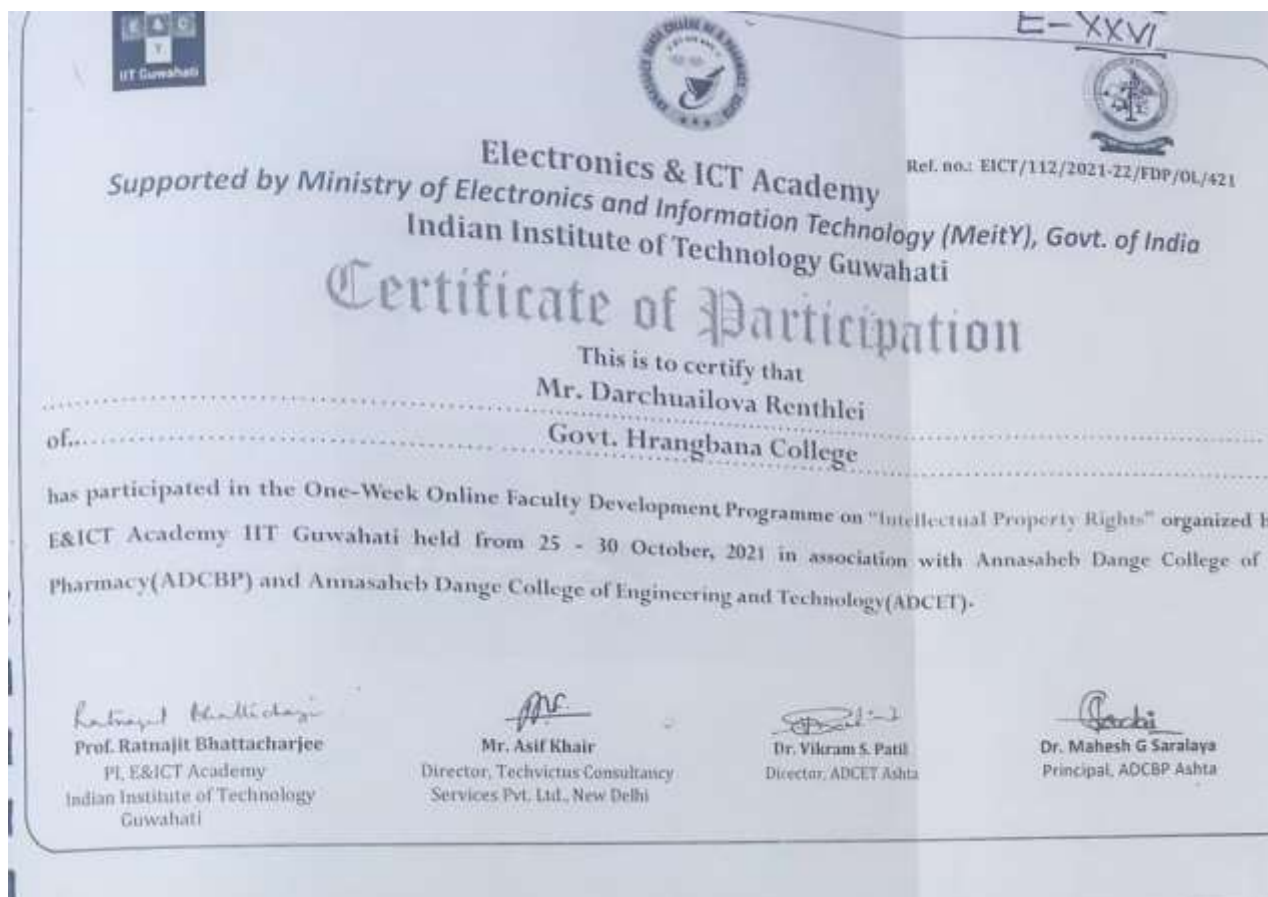 E-XXVI
E & C
T
IIT Guwahati
Ref. no.: EICT/112/2021-22/FDP/OL/421
Electronics & ICT Academy
Supported by Ministry of Electronics and Information Technology (MeitY), Govt. of India
Indian Institute of Technology Guwahati
Certificate of Participation
This is to certify that
Mr. Darchuailova Renthlei
of
Govt. Hrangbana College
has participated in the One-Week Online Faculty Development Programme on "Intellectual Property Rights" organized
E&ICT Academy IIT Guwahati held from 25 - 30 October, 2021 in association with Annasaheb Dange College of
Pharmacy(ADCBP) and Annasaheb Dange College of Engineering and Technology(ADCET).
Prof. Ratnajit Bhattacharjee
PI, E&ICT Academy
Indian Institute of Technology
Guwahati
Mr. Asif Khair
Director, Techvictus Consultancy
Services Pvt. Ltd., New Delhi
Dr. Vikram S. Patil
Director, ADCET Ashta
Dr. Mahesh G Saralaya
Principal, ADCBP Ashta